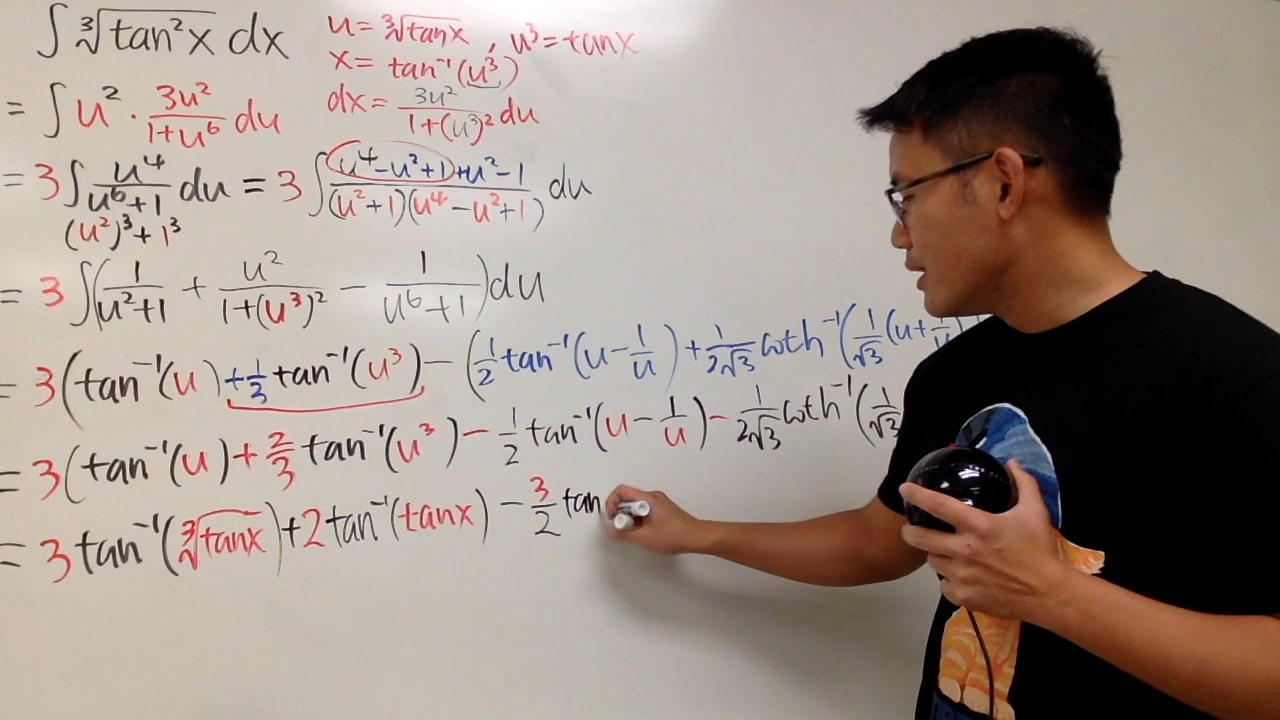 ∫ ∛(tan²x) dx    u = ∛(tanx) , u³ = tanx
x = tan⁻¹(u³)
= ∫ u² · 3u²/(1+u⁶) du    dx = 3u²/(1+(u³)²) du
= 3∫ u⁴/(u⁶+1) du = 3∫ (u⁴-u²+1+u²-1)/((u²+1)(u⁴-u²+1)) du
(u²)³+1³
= 3∫(1/(u²+1) + u²/(1+(u³)²) - 1/(u⁶+1))du
= 3(tan⁻¹(u) + 1/3 tan⁻¹(u³) - (1/2 tan⁻¹(u - 1/u) + 1/(2√3) coth⁻¹(1/√3 (u+
= 3(tan⁻¹(u) + 2/3 tan⁻¹(u³) - 1/2 tan⁻¹(u - 1/u) - 1/(2√3) coth⁻¹(1/√3
= 3 tan⁻¹(∛(tanx)) + 2 tan⁻¹(tanx) - 3/2 tan